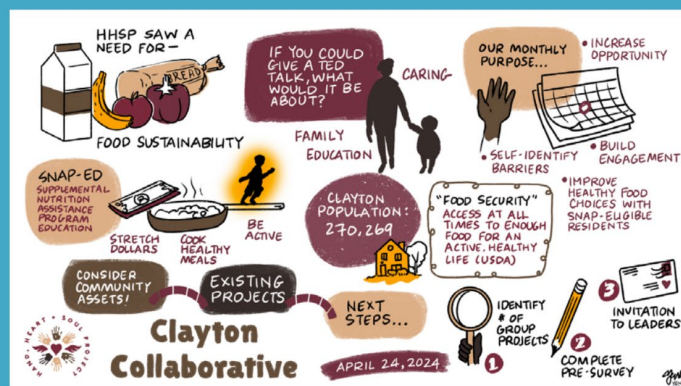 HHSP SAW A
NEED FOR—
BREAD
FOOD SUSTAINABILITY
IF YOU COULD
GIVE A TED
TALK, WHAT
WOULD IT BE
ABOUT?
CARING
FAMILY
EDUCATION
OUR MONTHLY
PURPOSE...
• INCREASE
OPPORTUNITY
• SELF-IDENTIFY
BARRIERS
• BUILD
ENGAGEMENT
• IMPROVE
HEALTHY FOOD
CHOICES WITH
SNAP-ELIGIBLE
RESIDENTS
SNAP-ED
SUPPLEMENTAL
NUTRITION
ASSISTANCE
PROGRAM
EDUCATION
STRETCH
DOLLARS
COOK
HEALTHY
MEALS
BE
ACTIVE
CLAYTON
POPULATION:
270,269
"FOOD SECURITY"
ACCESS AT ALL
TIMES TO ENOUGH
FOOD FOR AN
ACTIVE, HEALTHY
LIFE (USDA)
CONSIDER
COMMUNITY
ASSETS!
EXISTING
PROJECTS
NEXT
STEPS...
1
IDENTIFY
# OF
GROUP
PROJECTS
2
COMPLETE
PRE-SURVEY
3
INVITATION
TO LEADERS
HAND, HEART + SOUL PROJECT
Clayton
Collaborative
APRIL 24, 2024